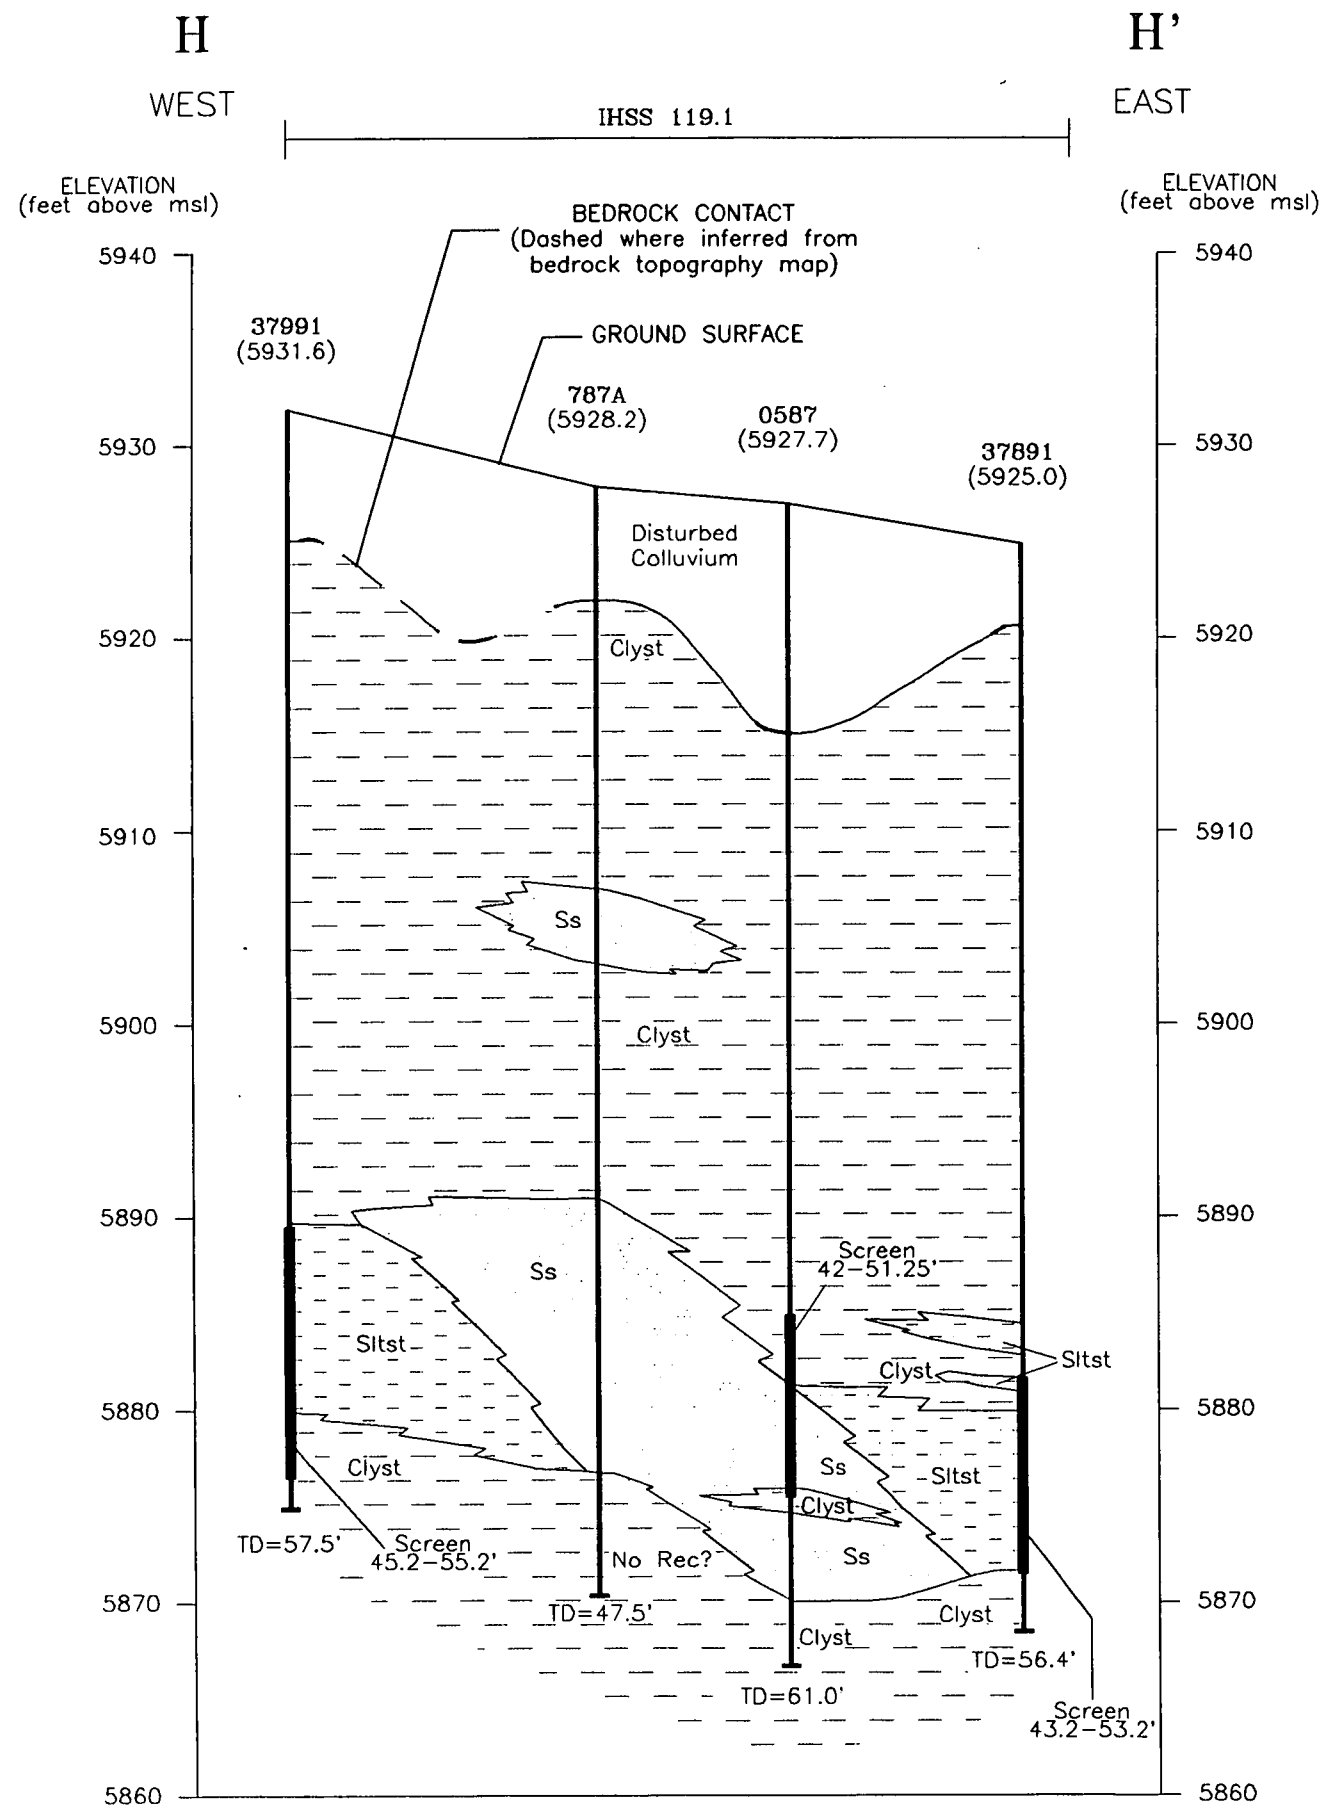 H
H'
WEST
EAST
IHSS 119.1
ELEVATION
(feet above msl)
ELEVATION
(feet above msl)
BEDROCK CONTACT
(Dashed where inferred from
bedrock topography map)
5940
5940
37991
(5931.6)
GROUND SURFACE
787A
(5928.2)
0587
(5927.7)
37891
(5925.0)
5930
5930
Disturbed
Colluvium
5920
5920
Clyst
5910
5910
Ss
5900
5900
Clyst
5890
5890
Screen
42-51.25'
Ss
Sltst
Clyst
Sltst
5880
5880
Clyst
Ss
Sltst
Clyst
TD=57.5'
Screen
45.2-55.2'
No Rec?
Ss
5870
5870
TD=47.5'
Clyst
Clyst
TD=56.4'
TD=61.0'
Screen
43.2-53.2'
5860
5860